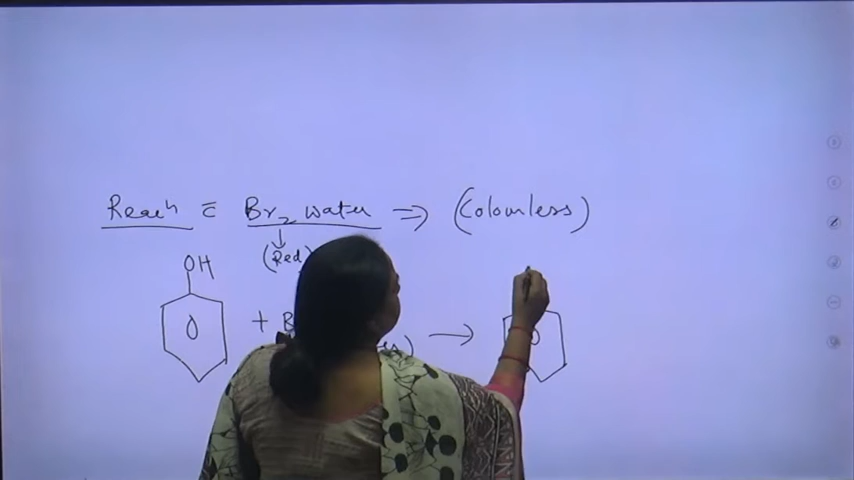 Reacn c̄ Br₂ water ⇒ (Colourless)
↓
(Red
OH
+ B →